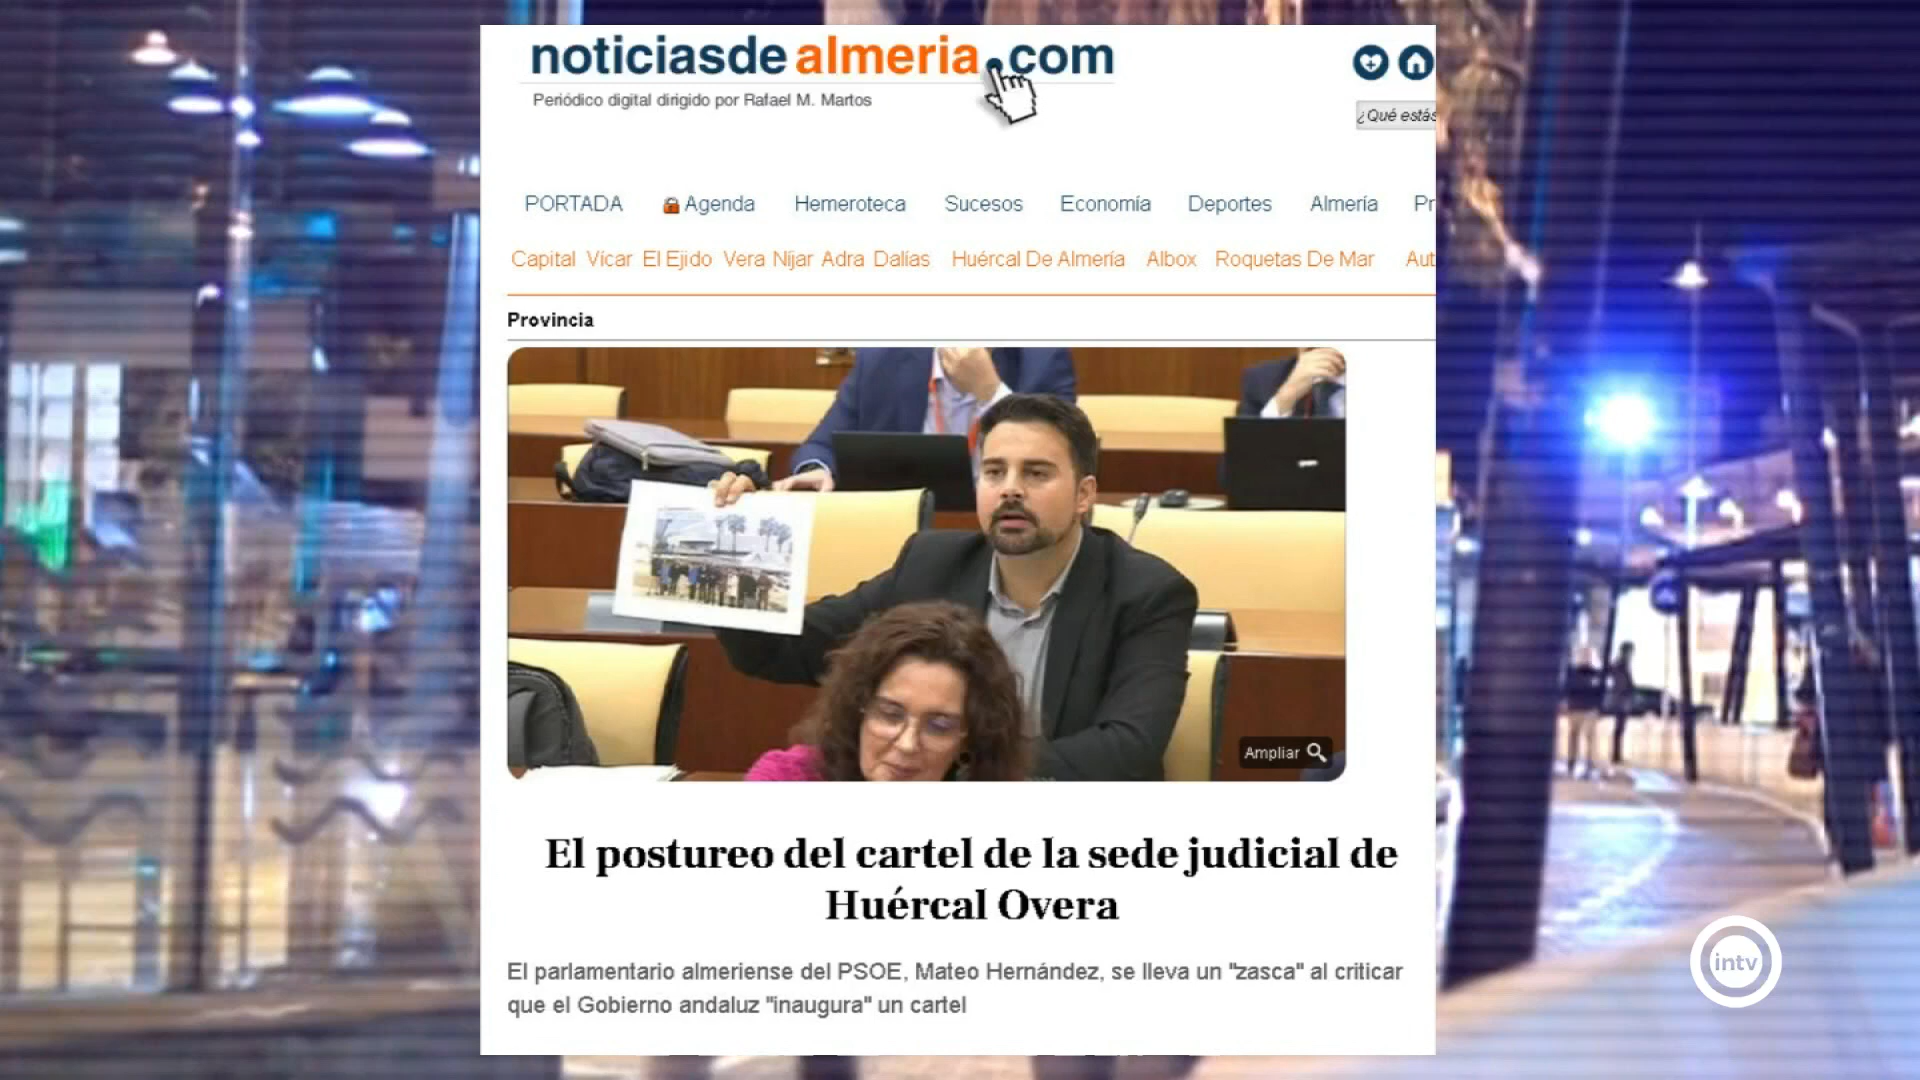 noticiasdealmeria.com
Periódico digital dirigido por Rafael M. Martos
¿Qué estás
PORTADA Agenda Hemeroteca Sucesos Economía Deportes Almería Pr
Capital Vícar El Ejido Vera Níjar Adra Dalías Huércal De Almería Albox Roquetas De Mar Aut
Provincia
Ampliar
El postureo del cartel de la sede judicial de
Huércal Overa
El parlamentario almeriense del PSOE, Mateo Hernández, se lleva un "zasca" al criticar
que el Gobierno andaluz "inaugura" un cartel
intv